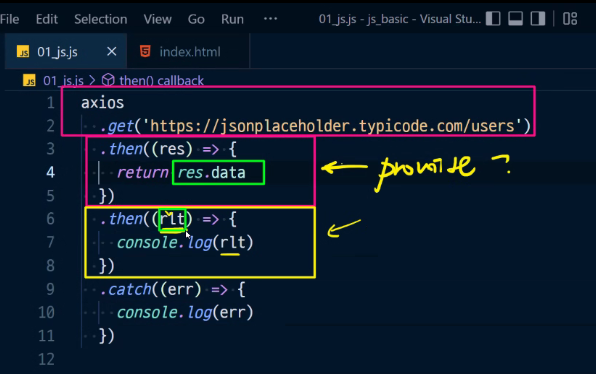 File Edit Selection View Go Run ··· 01_js.js - js_basic - Visual Stu...
JS 01_js.js × 5 index.html
JS 01_js.js > then() callback
1 axios
2 .get('https://jsonplaceholder.typicode.com/users')
3 .then((res) => {
4 return res.data
5 })
6 .then((rlt) => {
7 console.log(rlt)
8 })
9 .catch((err) => {
10 console.log(err)
11 })
12
← promise ?
←